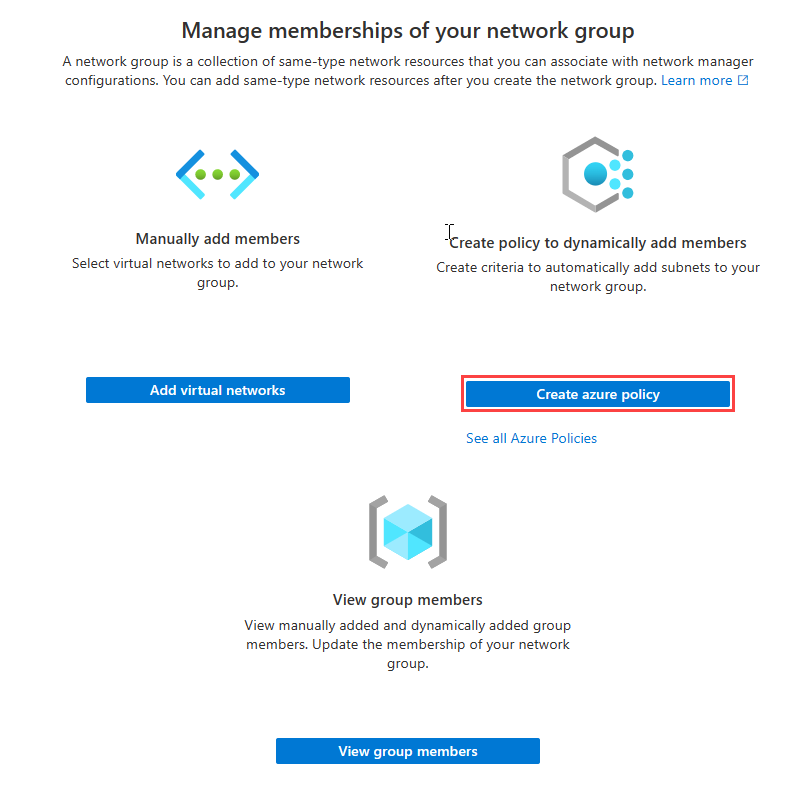 Manage memberships of your network group
A network group is a collection of same-type network resources that you can associate with network manager
configurations. You can add same-type network resources after you create the network group. Learn more
Manually add members
Select virtual networks to add to your network
group.
Add virtual networks
Create policy to dynamically add members
Create criteria to automatically add subnets to your
network group.
Create azure policy
See all Azure Policies
View group members
View manually added and dynamically added group
members. Update the membership of your network
group.
View group members